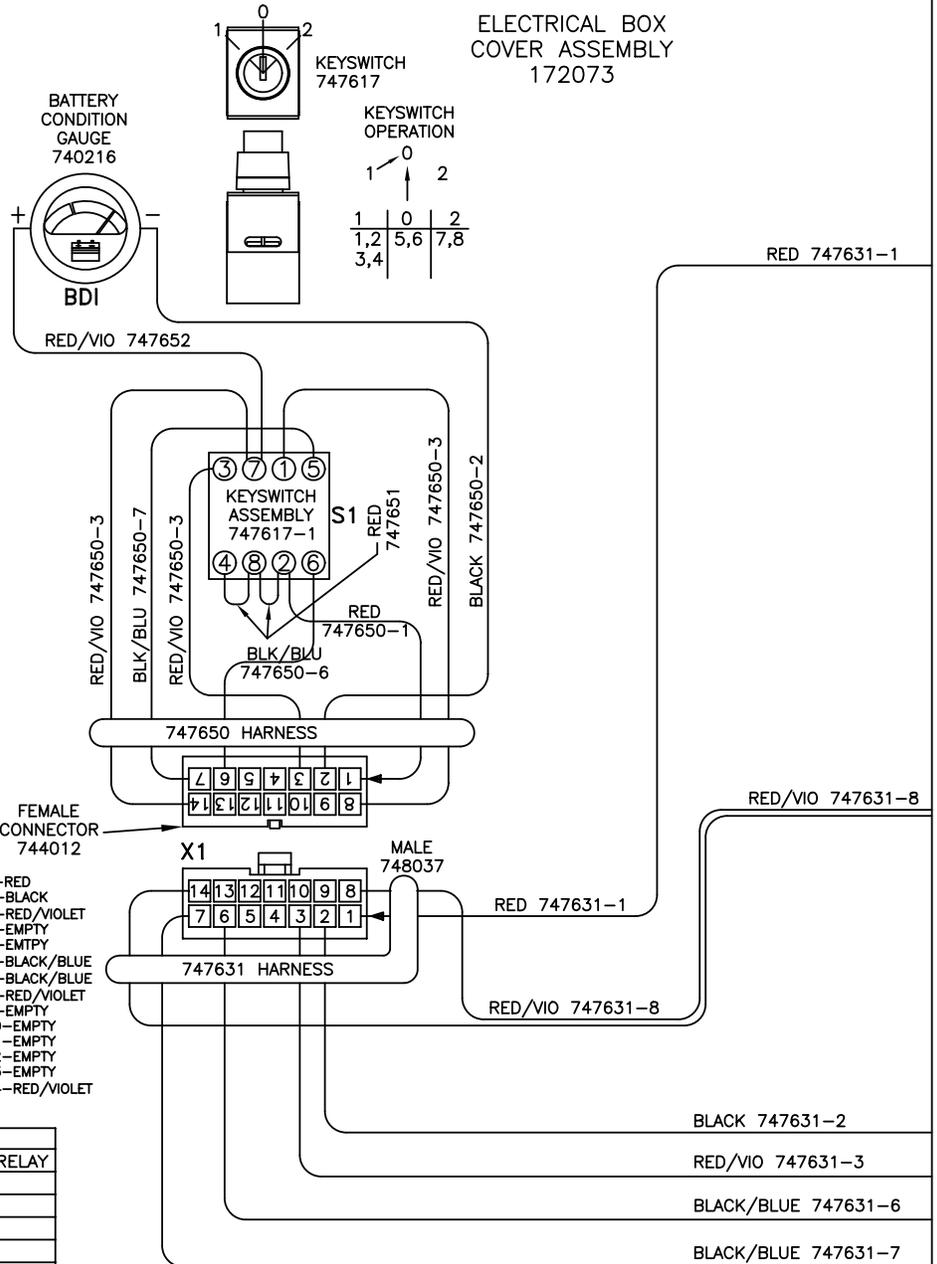 0
1 2
ELECTRICAL BOX
COVER ASSEMBLY
172073
KEYSWITCH
747617
BATTERY
CONDITION
GAUGE
740216
KEYSWITCH
OPERATION
0
1 2
+ −
1 0 2
1,2 5,6 7,8
3,4
BDI
RED 747631−1
RED/VIO 747652
3 7 1 5
KEYSWITCH
ASSEMBLY
747617−1
S1
4 8 2 6
RED
747651
RED/VIO 747650−3
BLK/BLU 747650−7
RED/VIO 747650−3
RED/VIO 747650−3
BLACK 747650−2
RED
747650−1
BLK/BLU
747650−6
747650 HARNESS
7 6 5 4 3 2 1
14 13 12 11 10 9 8
FEMALE
CONNECTOR
744012
RED/VIO 747631−8
X1
MALE
748037
14 13 12 11 10 9 8
7 6 5 4 3 2 1
RED 747631−1
747631 HARNESS
RED/VIO 747631−8
−RED
−BLACK
−RED/VIOLET
−EMPTY
−EMTPY
−BLACK/BLUE
−BLACK/BLUE
−RED/VIOLET
−EMPTY
−EMPTY
−EMPTY
−EMPTY
−EMPTY
−RED/VIOLET
RELAY
BLACK 747631−2
RED/VIO 747631−3
BLACK/BLUE 747631−6
BLACK/BLUE 747631−7